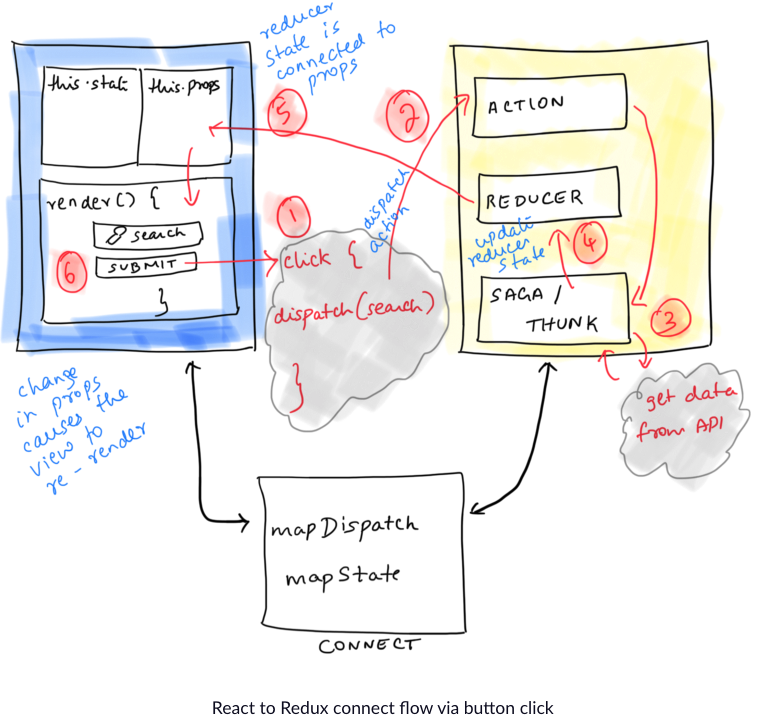 reducer
state is
connected to
props
this.state
this.props
render() {
search
SUBMIT
}
6
5
1
2
click {
dispatch(search)
}
dispatch
action
ACTION
REDUCER
update
reducer
state
4
SAGA /
THUNK
3
get data
from API
change
in props
causes the
view to
re-render
mapDispatch
mapState
CONNECT
React to Redux connect flow via button click